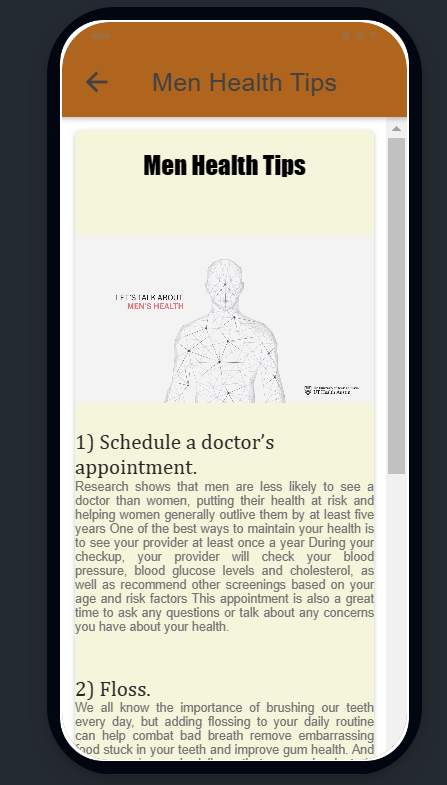 Men Health Tips
Men Health Tips
LET'S TALK ABOUT
MEN'S HEALTH
UT Health Austin
1) Schedule a doctor's
appointment.
Research shows that men are less likely to see a
doctor than women, putting their health at risk and
helping women generally outlive them by at least five
years One of the best ways to maintain your health is
to see your provider at least once a year During your
checkup, your provider will check your blood
pressure, blood glucose levels and cholesterol, as
well as recommend other screenings based on your
age and risk factors This appointment is also a great
time to ask any questions or talk about any concerns
you have about your health.
2) Floss.
We all know the importance of brushing our teeth
every day, but adding flossing to your daily routine
can help combat bad breath remove embarrassing
food stuck in your teeth and improve gum health. And